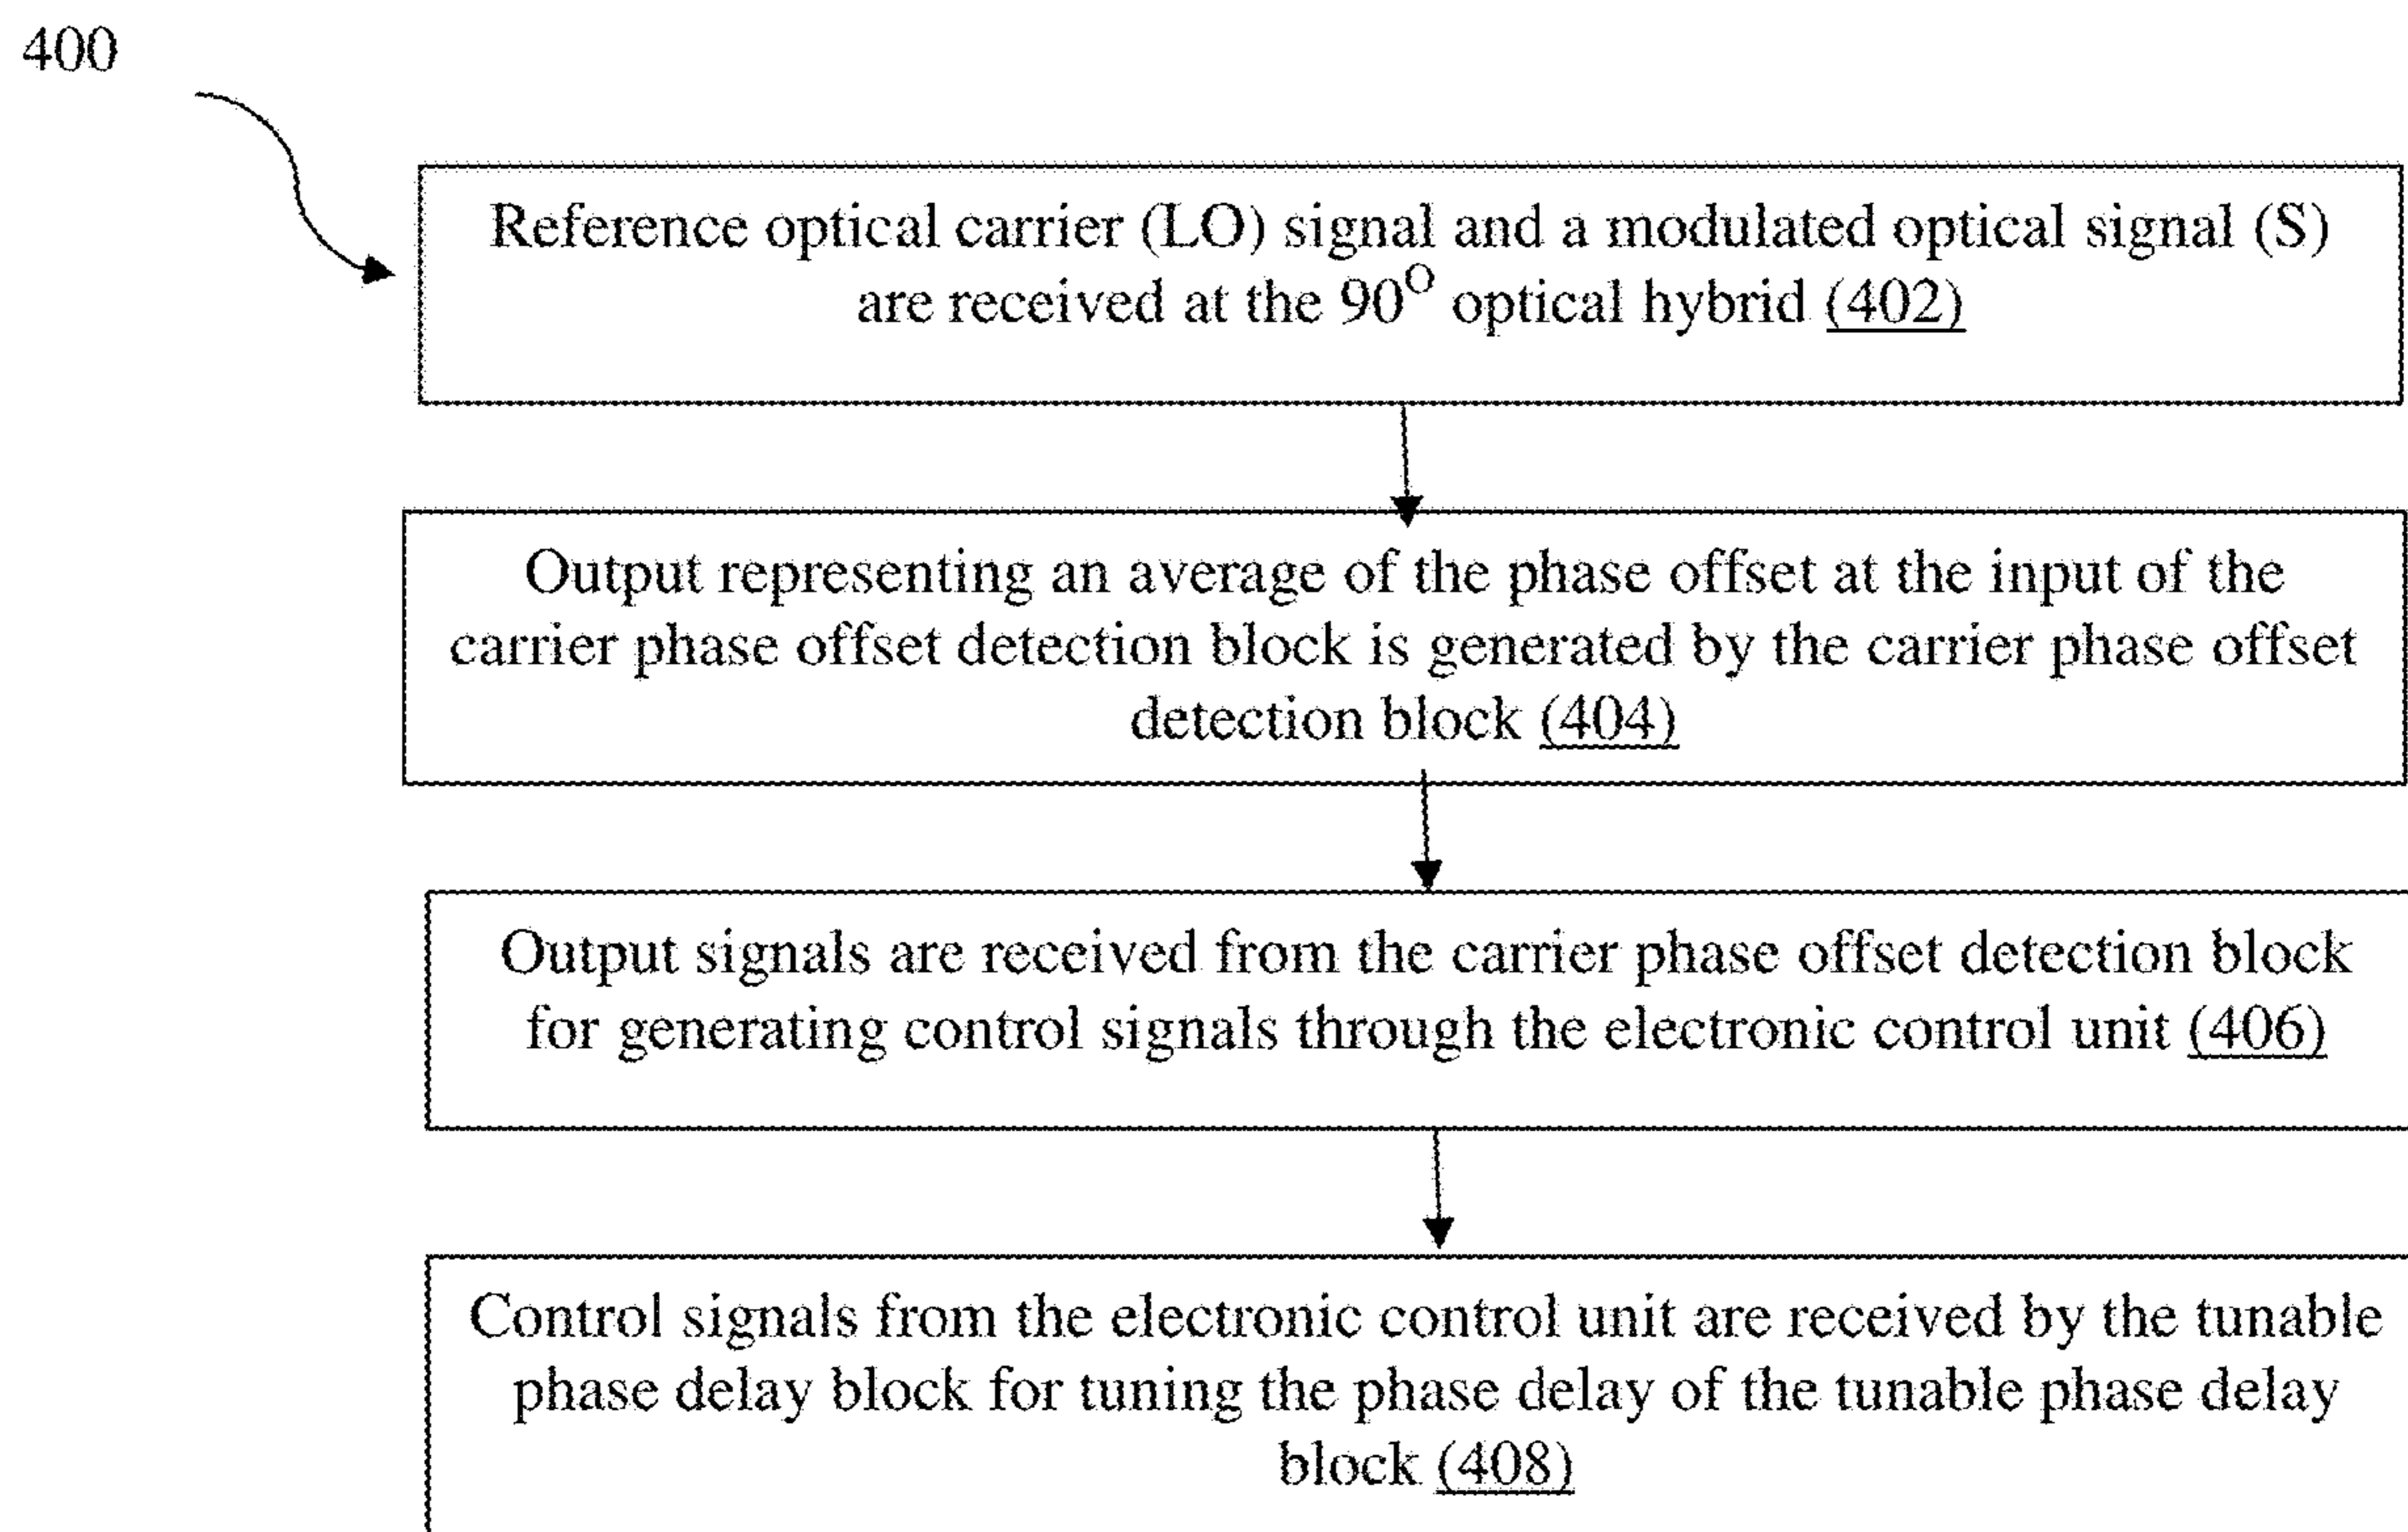 400
Reference optical carrier (LO) signal and a modulated optical signal (S)
are received at the 90° optical hybrid (402)
Output representing an average of the phase offset at the input of the
carrier phase offset detection block is generated by the carrier phase offset
detection block (404)
Output signals are received from the carrier phase offset detection block
for generating control signals through the electronic control unit (406)
Control signals from the electronic control unit are received by the tunable
phase delay block for tuning the phase delay of the tunable phase delay
block (408)